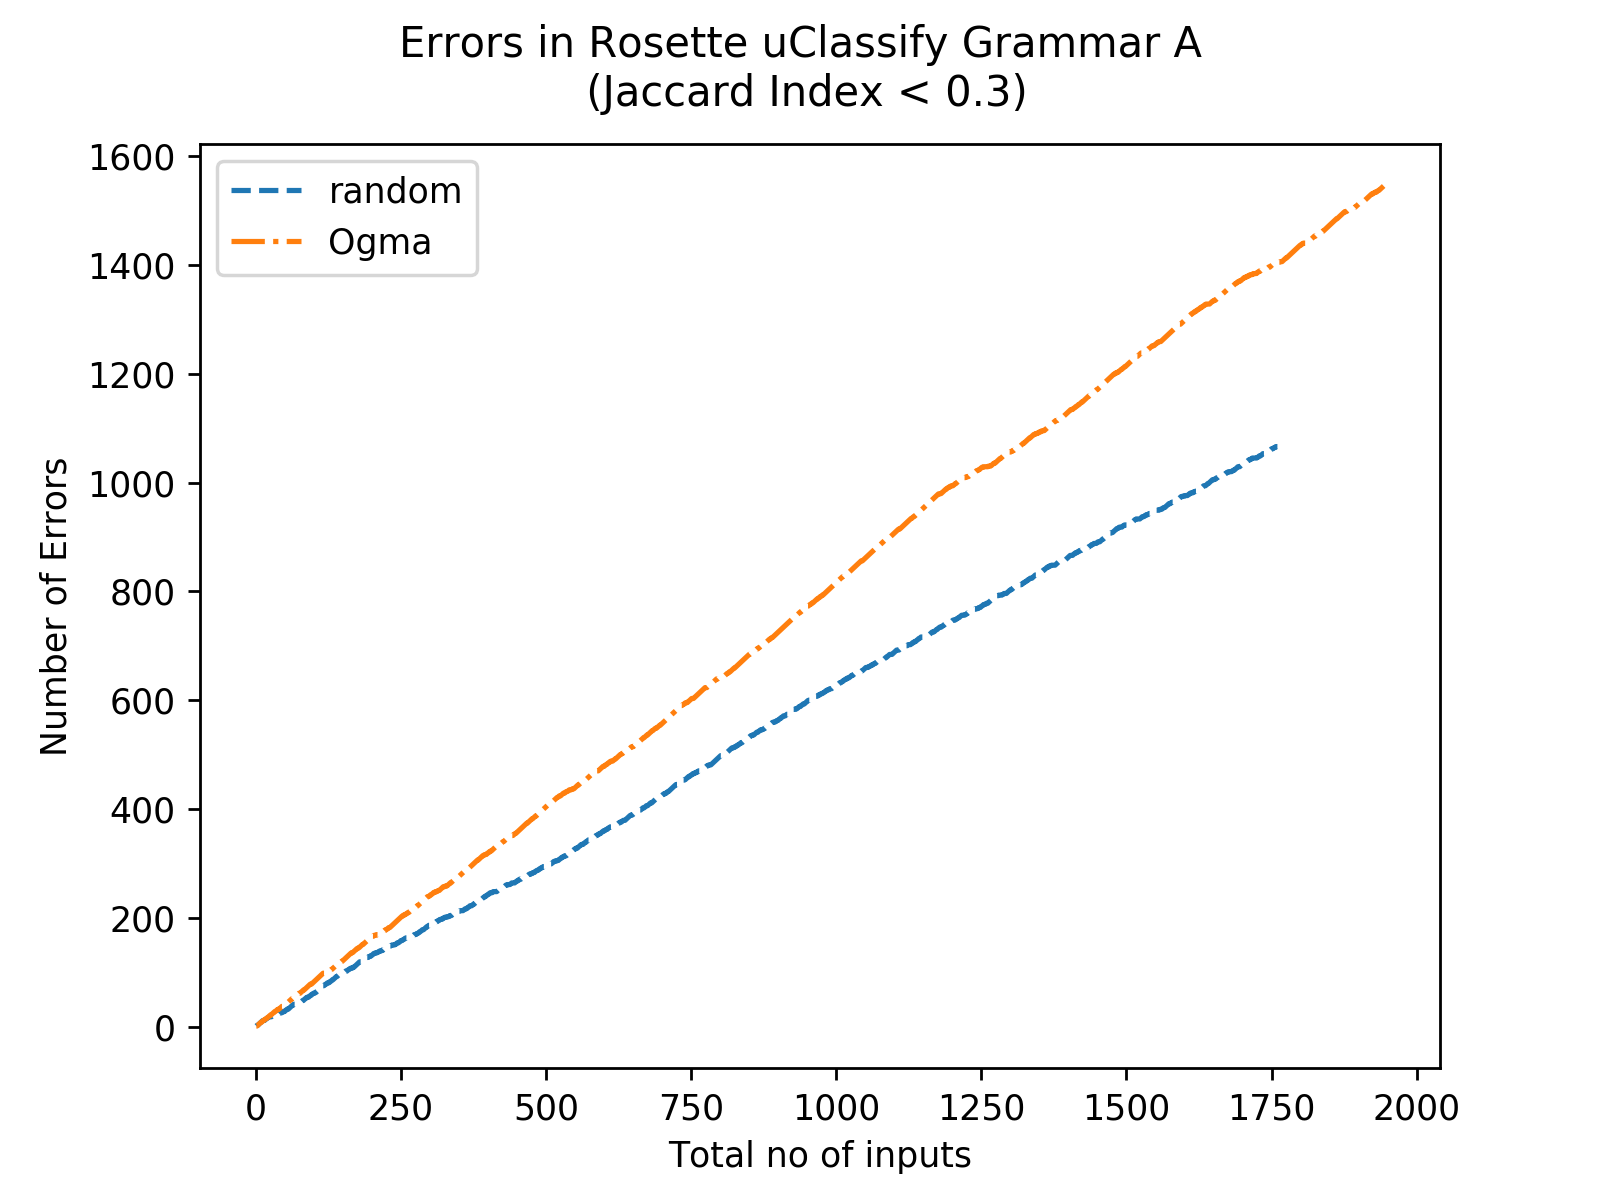 Errors in Rosette uClassify Grammar A
(Jaccard Index < 0.3)
random
Ogma
1600
1400
1200
1000
800
600
400
200
0
Number of Errors
0 250 500 750 1000 1250 1500 1750 2000
Total no of inputs